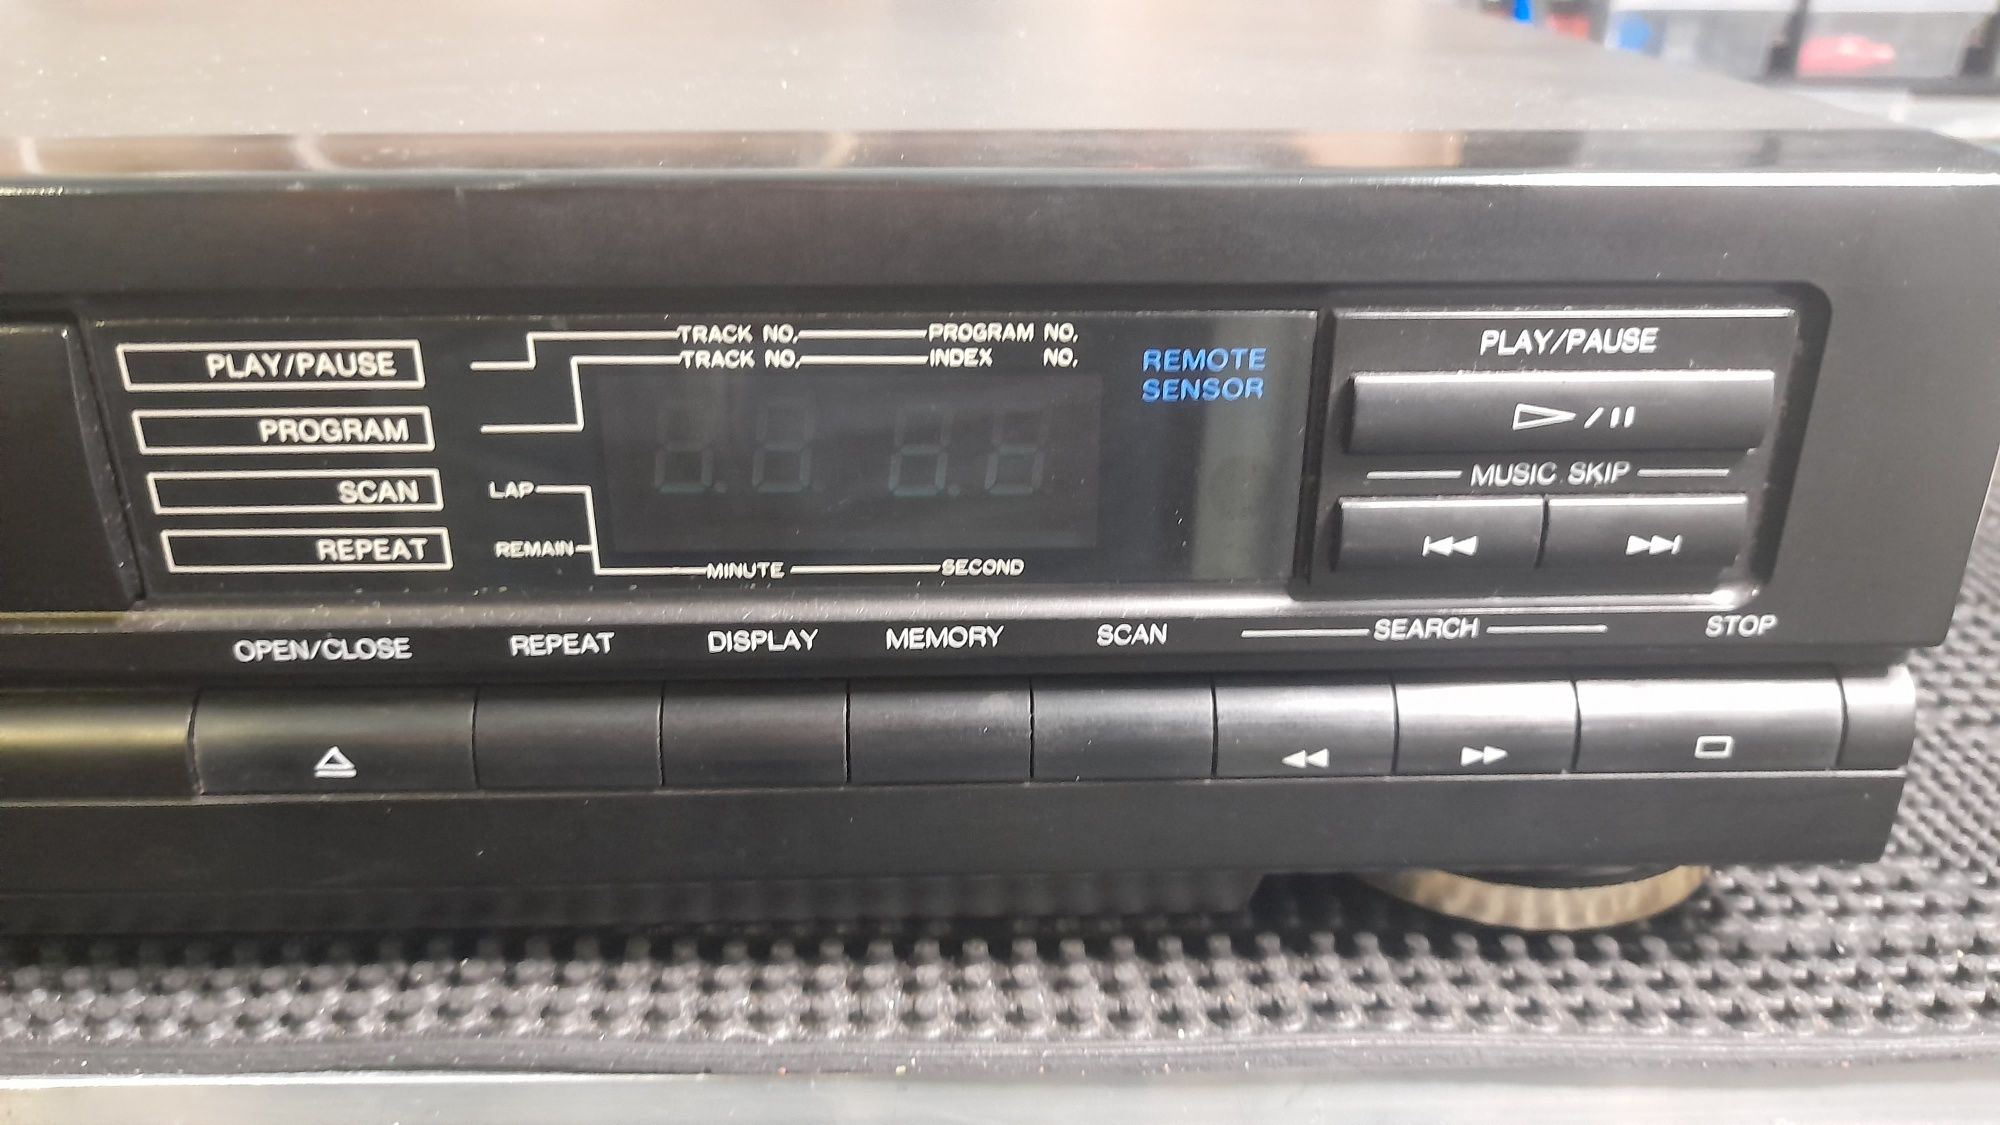 TRACK NO. PROGRAM NO.
TRACK NO. INDEX NO.
PLAY/PAUSE
PROGRAM
SCAN
REPEAT
LAP
REMAIN
MINUTE SECOND
REMOTE
SENSOR
PLAY/PAUSE
MUSIC SKIP
OPEN/CLOSE REPEAT DISPLAY MEMORY SCAN SEARCH STOP